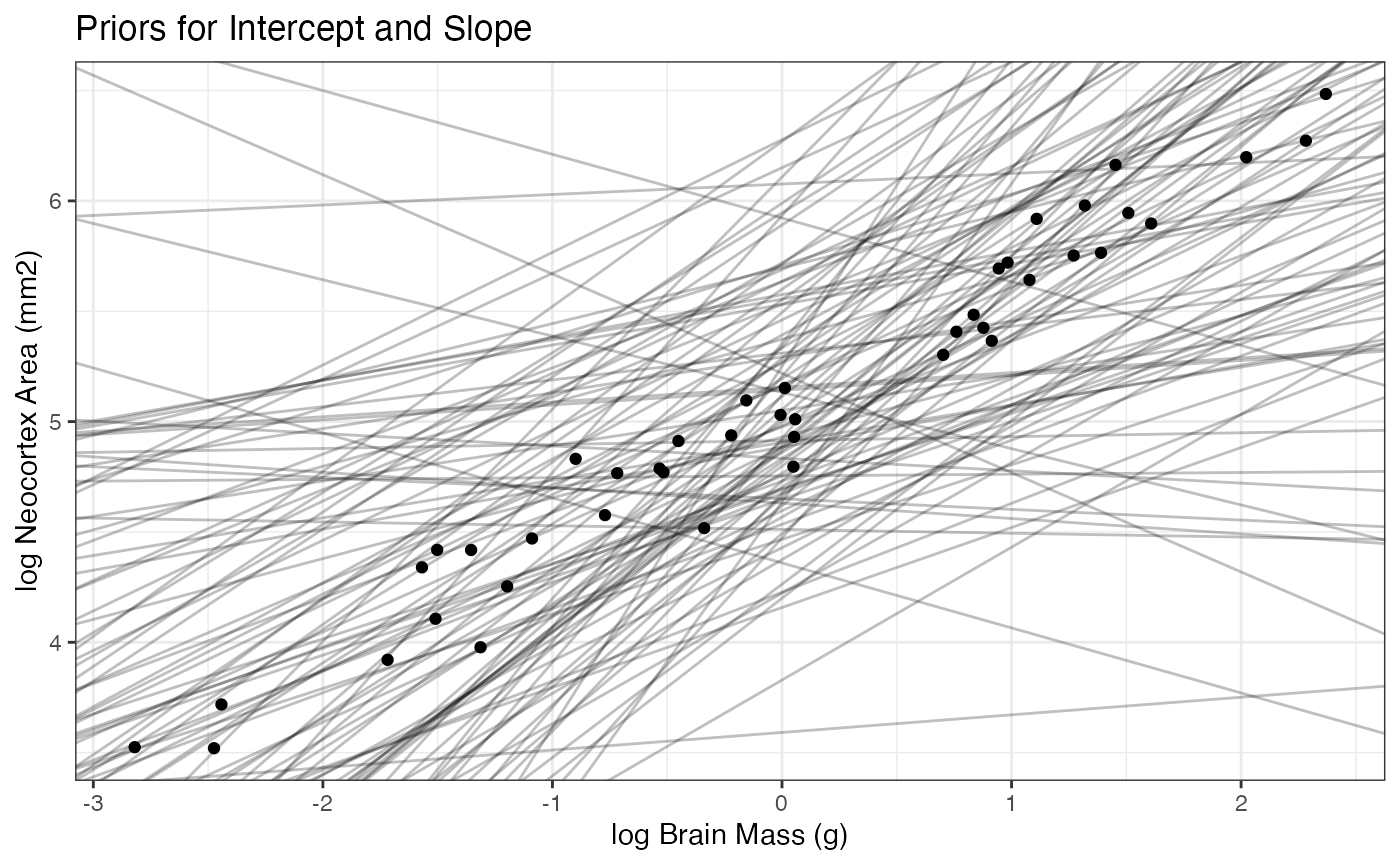 Priors for Intercept and Slope
log Neocortex Area (mm2)
6
5
4
-3 -2 -1 0 1 2
log Brain Mass (g)